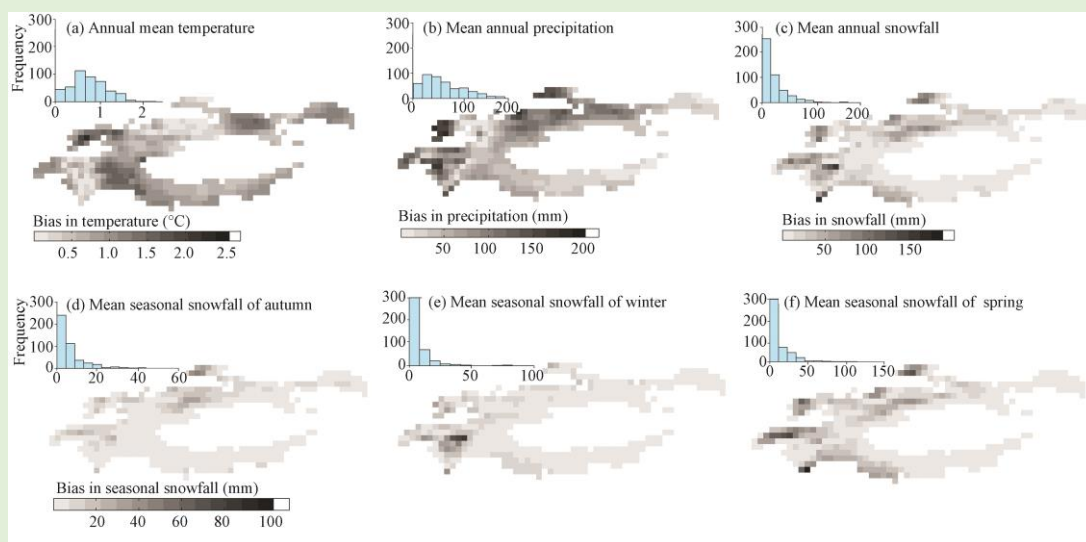 (a) Annual mean temperature
(b) Mean annual precipitation
(c) Mean annual snowfall
Frequency
300
200
100
0
0 1 2
300
200
100
0
0 100 200
300
200
100
0
0 100 200
Bias in temperature (°C)
0.5 1.0 1.5 2.0 2.5
Bias in precipitation (mm)
50 100 150 200
Bias in snowfall (mm)
50 100 150
(d) Mean seasonal snowfall of autumn
(e) Mean seasonal snowfall of winter
(f) Mean seasonal snowfall of spring
Frequency
300
200
100
0
0 20 40 60
300
200
100
0
0 50 100
300
200
100
0
0 50 100 150
Bias in seasonal snowfall (mm)
20 40 60 80 100